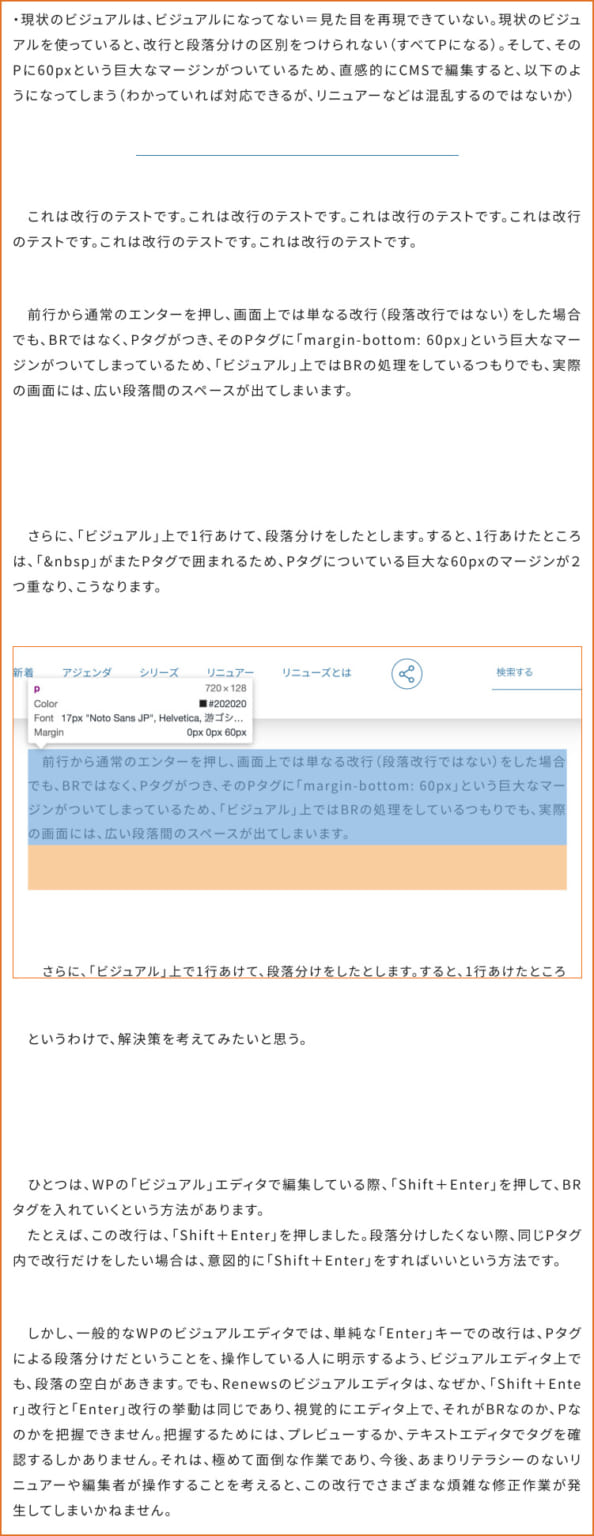 ・現状のビジュアルは、ビジュアルになってない＝見た目を再現できていない。現状のビジュ
アルを使っていると、改行と段落分けの区別をつけられない（すべてPになる）。そして、その
Pに60pxという巨大なマージンがついているため、直感的にCMSで編集すると、以下のよ
うになってしまう（わかっていれば対応できるが、リニュアーなどは混乱するのではないか）
これは改行のテストです。これは改行のテストです。これは改行のテストです。これは改行
のテストです。これは改行のテストです。これは改行のテストです。
前行から通常のエンターを押し、画面上では単なる改行（段落改行ではない）をした場合
でも、BRではなく、Pタグがつき、そのPタグに「margin-bottom: 60px」という巨大なマー
ジンがついてしまっているため、「ビジュアル」上ではBRの処理をしているつもりでも、実際
の画面には、広い段落間のスペースが出てしまいます。
さらに、「ビジュアル」上で1行あけて、段落分けをしたとします。すると、1行あけたところ
は、「&nbsp」がまたPタグで囲まれるため、Pタグについている巨大な60pxのマージンが２
つ重なり、こうなります。
新着 アジェンダ シリーズ リニュアー リニューズとは 検索する
p 720×128
Color #202020
Font 17px "Noto Sans JP", Helvetica, 游ゴシ...
Margin 0px 0px 60px
前行から通常のエンターを押し、画面上では単なる改行（段落改行ではない）をした場合
でも、BRではなく、Pタグがつき、そのPタグに「margin-bottom: 60px」という巨大なマー
ジンがついてしまっているため、「ビジュアル」上ではBRの処理をしているつもりでも、実際
の画面には、広い段落間のスペースが出てしまいます。
さらに、「ビジュアル」上で1行あけて、段落分けをしたとします。すると、1行あけたところ
というわけで、解決策を考えてみたいと思う。
ひとつは、WPの「ビジュアル」エディタで編集している際、「Shift＋Enter」を押して、BR
タグを入れていくという方法があります。
たとえば、この改行は、「Shift＋Enter」を押しました。段落分けしたくない際、同じPタグ
内で改行だけをしたい場合は、意図的に「Shift＋Enter」をすればいいという方法です。
しかし、一般的なWPのビジュアルエディタでは、単純な「Enter」キーでの改行は、Pタグ
による段落分けだということを、操作している人に明示するよう、ビジュアルエディタ上で
も、段落の空白があきます。でも、Renewsのビジュアルエディタは、なぜか、「Shift＋Ente
r」改行と「Enter」改行の挙動は同じであり、視覚的にエディタ上で、それがBRなのか、Pな
のかを把握できません。把握するためには、プレビューするか、テキストエディタでタグを確
認するしかありません。それは、極めて面倒な作業であり、今後、あまりリテラシーのないリ
ニュアーや編集者が操作することを考えると、この改行でさまざまな煩雑な修正作業が発
生してしまいかねません。